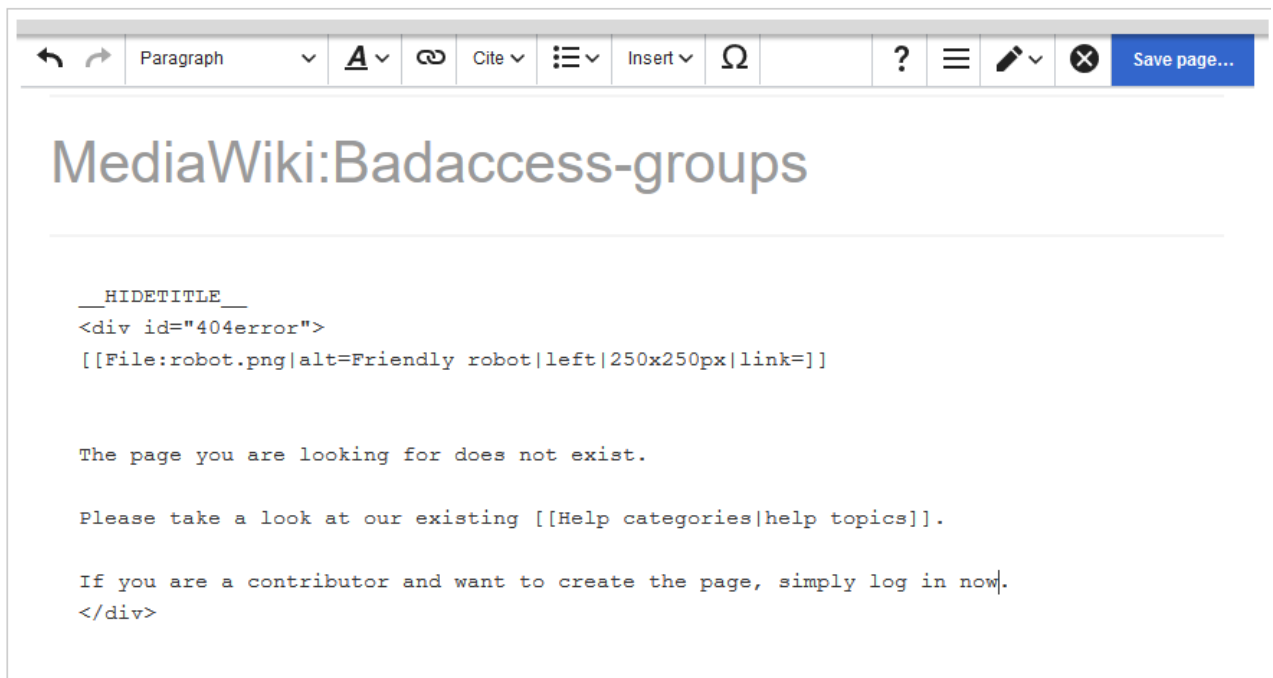 Paragraph A Cite Insert Ω ? Save page...
MediaWiki:Badaccess-groups
__HIDETITLE__
<div id="404error">
[[File:robot.png|alt=Friendly robot|left|250x250px|link=]]
The page you are looking for does not exist.
Please take a look at our existing [[Help categories|help topics]].
If you are a contributor and want to create the page, simply log in now.
</div>